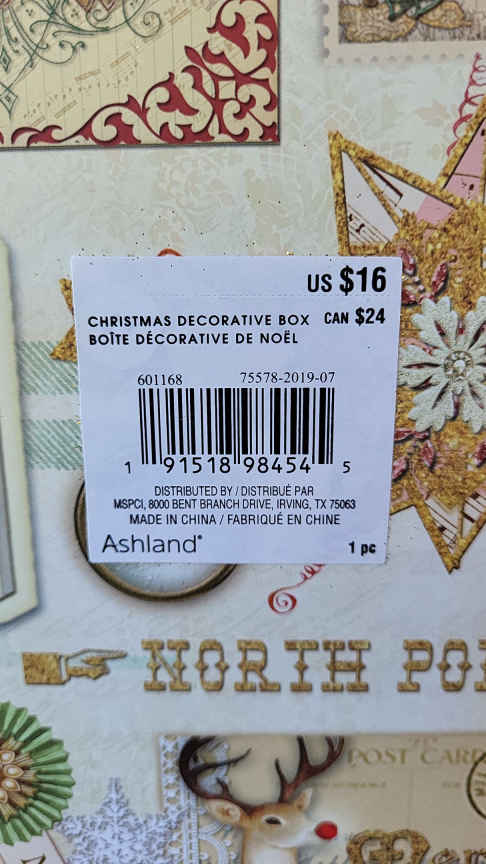 US $16
CHRISTMAS DECORATIVE BOX CAN $24
BOÎTE DÉCORATIVE DE NOËL
601168 75578-2019-07
1 91518 98454 5
DISTRIBUTED BY / DISTRIBUÉ PAR
MSPCI, 8000 BENT BRANCH DRIVE, IRVING, TX 75063
MADE IN CHINA / FABRIQUÉ EN CHINE
Ashland®
1 pc
NORTH PO
POST CAR